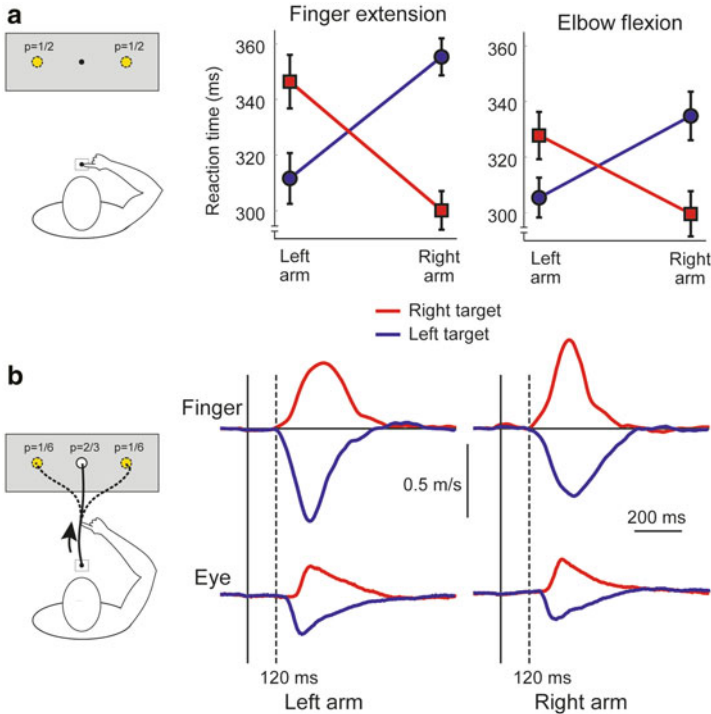 a
p=1/2 p=1/2
Finger extension
Reaction time (ms)
360
340
320
300
Left arm
Right arm
Elbow flexion
360
340
320
300
Left arm
Right arm
Right target
Left target
b
p=1/6 p=2/3 p=1/6
Finger
0.5 m/s
200 ms
Eye
120 ms
120 ms
Left arm
Right arm